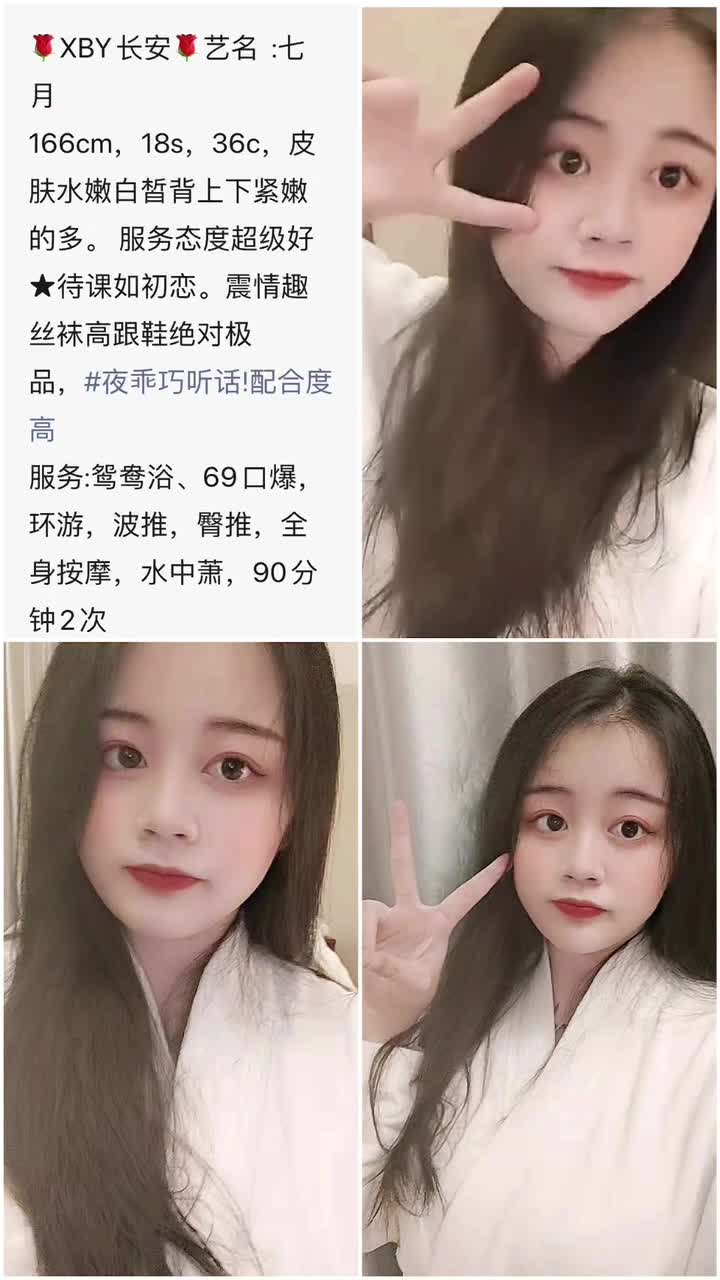 🌹XBY长安🌹艺名 :七
月
166cm，18s，36c，皮
肤水嫩白皙背上下紧嫩
的多。 服务态度超级好
★待课如初恋。震情趣
丝袜高跟鞋绝对极
品，#夜乖巧听话!配合度
高
服务:鸳鸯浴、69口爆，
环游，波推，臀推，全
身按摩，水中萧，90分
钟2次